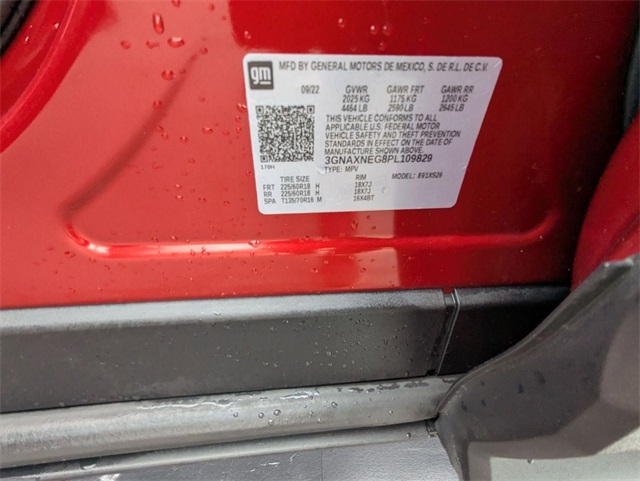 gm
MFD BY GENERAL MOTORS DE MEXICO, S. DE R.L. DE C.V.
09/22 GVWR GAWR FRT GAWR RR
2025 KG 1175 KG 1200 KG
4464 LB 2590 LB 2645 LB
THIS VEHICLE CONFORMS TO ALL
APPLICABLE U.S. FEDERAL MOTOR
VEHICLE SAFETY AND THEFT PREVENTION
STANDARDS IN EFFECT ON THE DATE OF
MANUFACTURE SHOWN ABOVE.
3GNAXNEG8PL109829
TYPE: MPV MODEL: 891XS26
TIRE SIZE RIM
FRT 225/60R18 H 18X7J
RR 225/60R18 H 18X7J
SPA T135/70R16 M 16X4BT